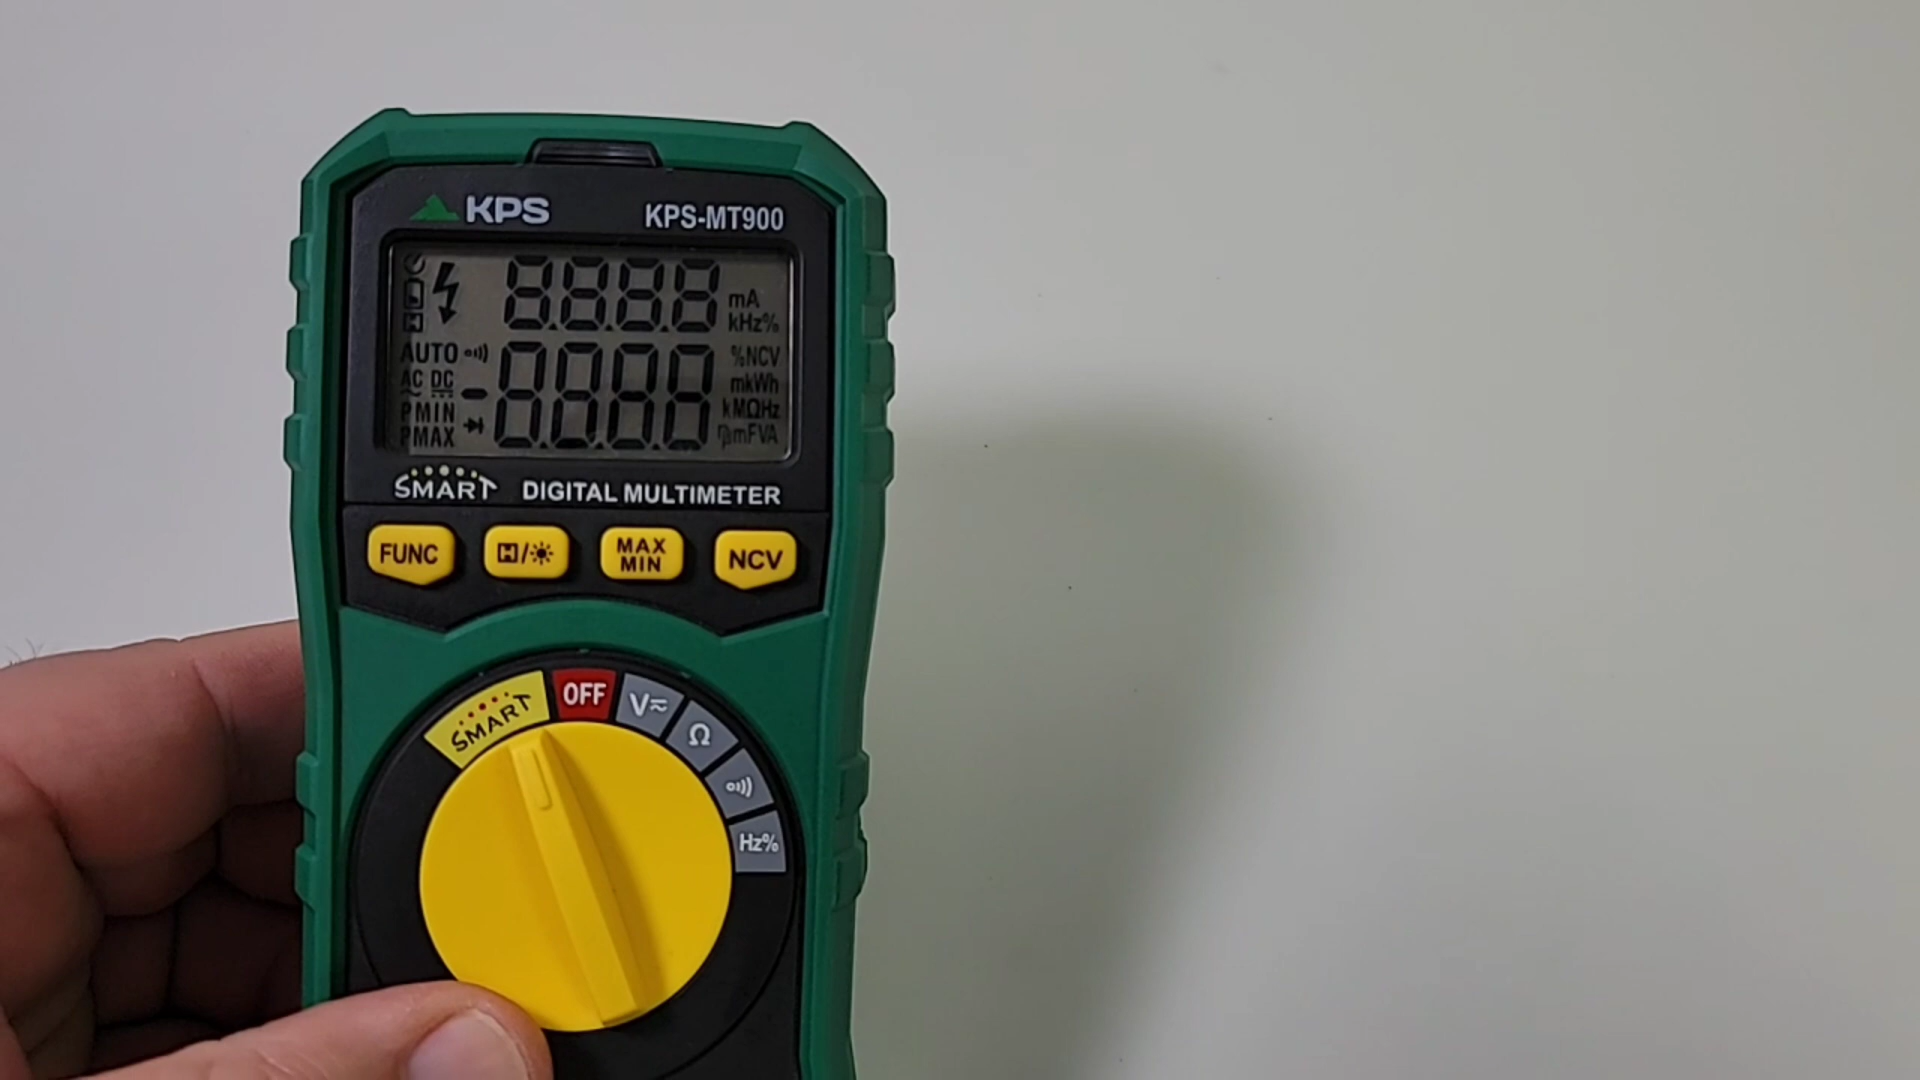 KPS
KPS-MT900
8.8.8.8
mA
kHz%
H
AUTO
%NCV
AC DC
-8.8.8.8
mkWh
PMIN
kMΩHz
PMAX
mFVA
SMART
DIGITAL MULTIMETER
FUNC
H/
MAX
MIN
NCV
SMART
OFF
V
Ω
Hz%